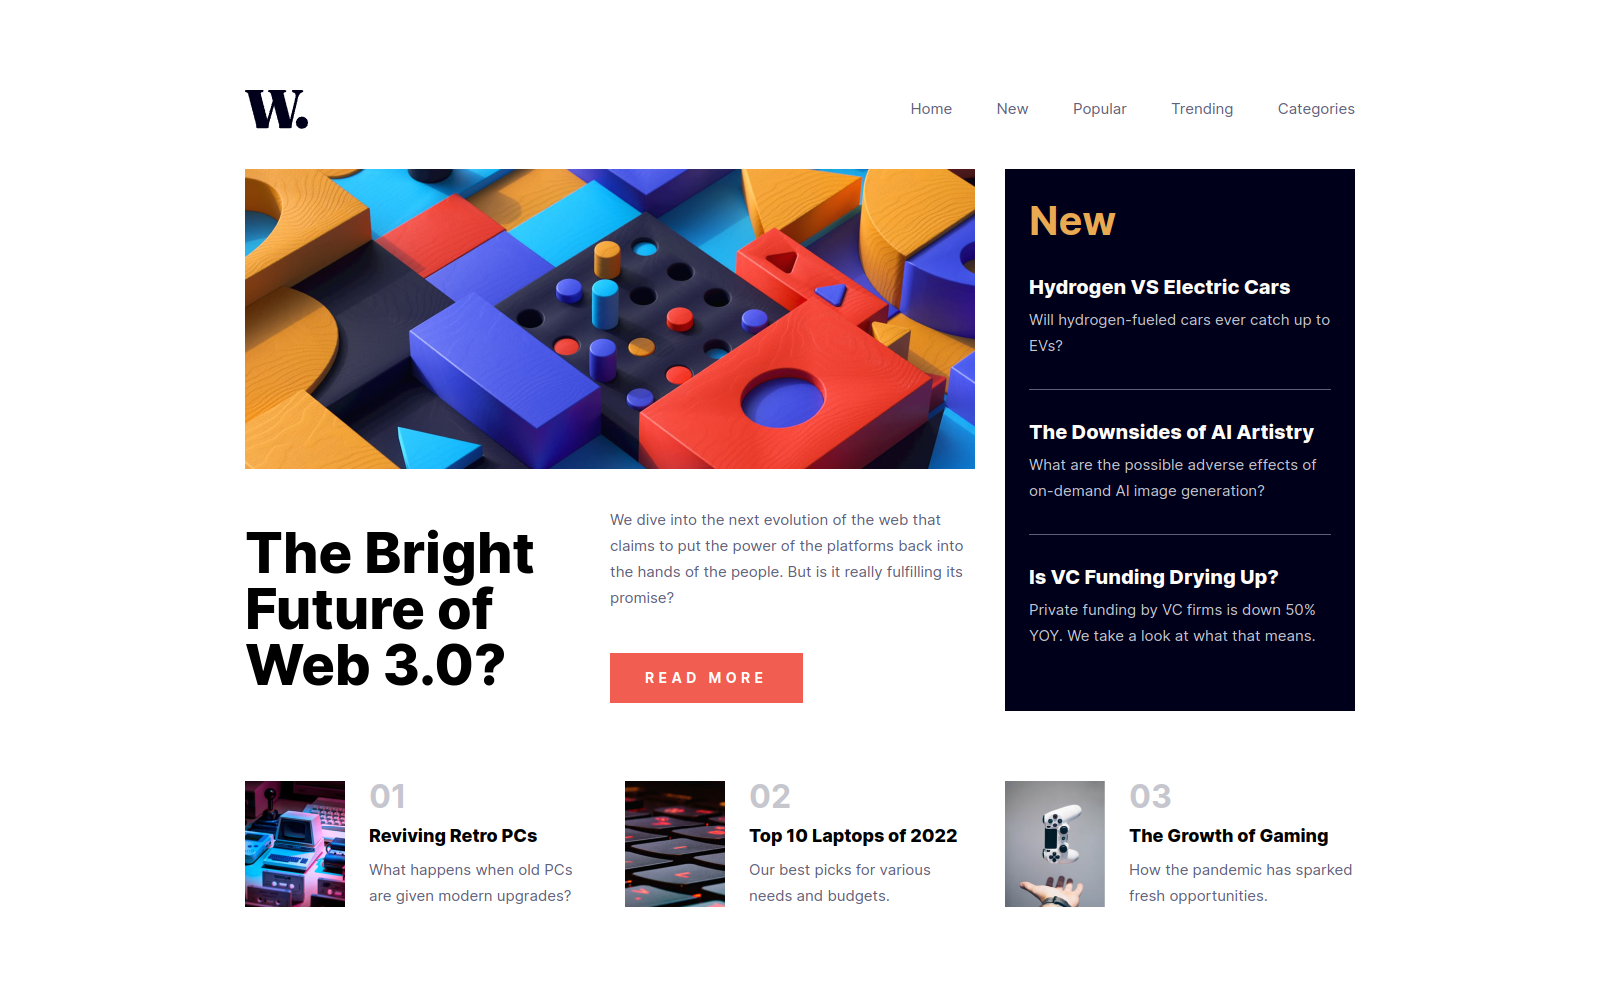 W.
Home New Popular Trending Categories
The Bright
Future of
Web 3.0?
We dive into the next evolution of the web that
claims to put the power of the platforms back into
the hands of the people. But is it really fulfilling its
promise?
READ MORE
New
Hydrogen VS Electric Cars
Will hydrogen-fueled cars ever catch up to
EVs?
The Downsides of AI Artistry
What are the possible adverse effects of
on-demand AI image generation?
Is VC Funding Drying Up?
Private funding by VC firms is down 50%
YOY. We take a look at what that means.
01
Reviving Retro PCs
What happens when old PCs
are given modern upgrades?
02
Top 10 Laptops of 2022
Our best picks for various
needs and budgets.
03
The Growth of Gaming
How the pandemic has sparked
fresh opportunities.